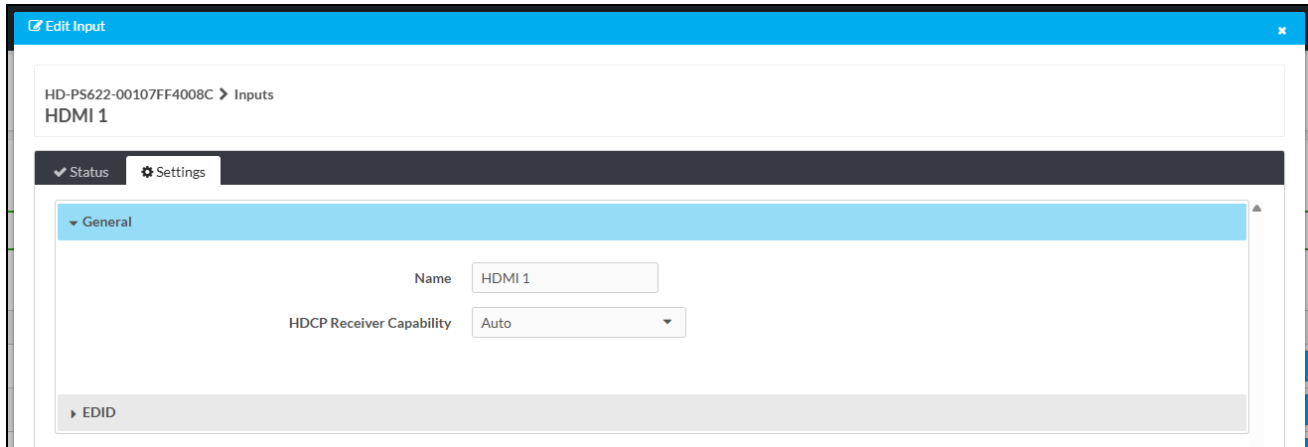 Edit Input
HD-PS622-00107FF4008C > Inputs
HDMI 1
Status Settings
General
Name HDMI 1
HDCP Receiver Capability Auto
EDID